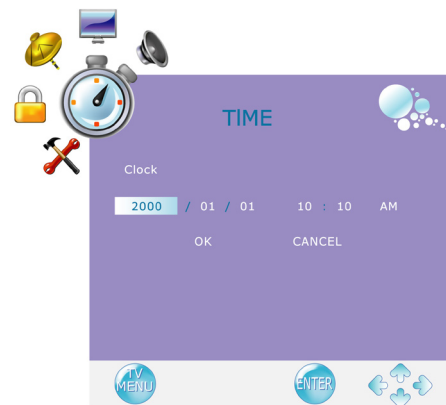 TIME
Clock
2000 / 01 / 01 10 : 10 AM
OK CANCEL
TV MENU ENTER